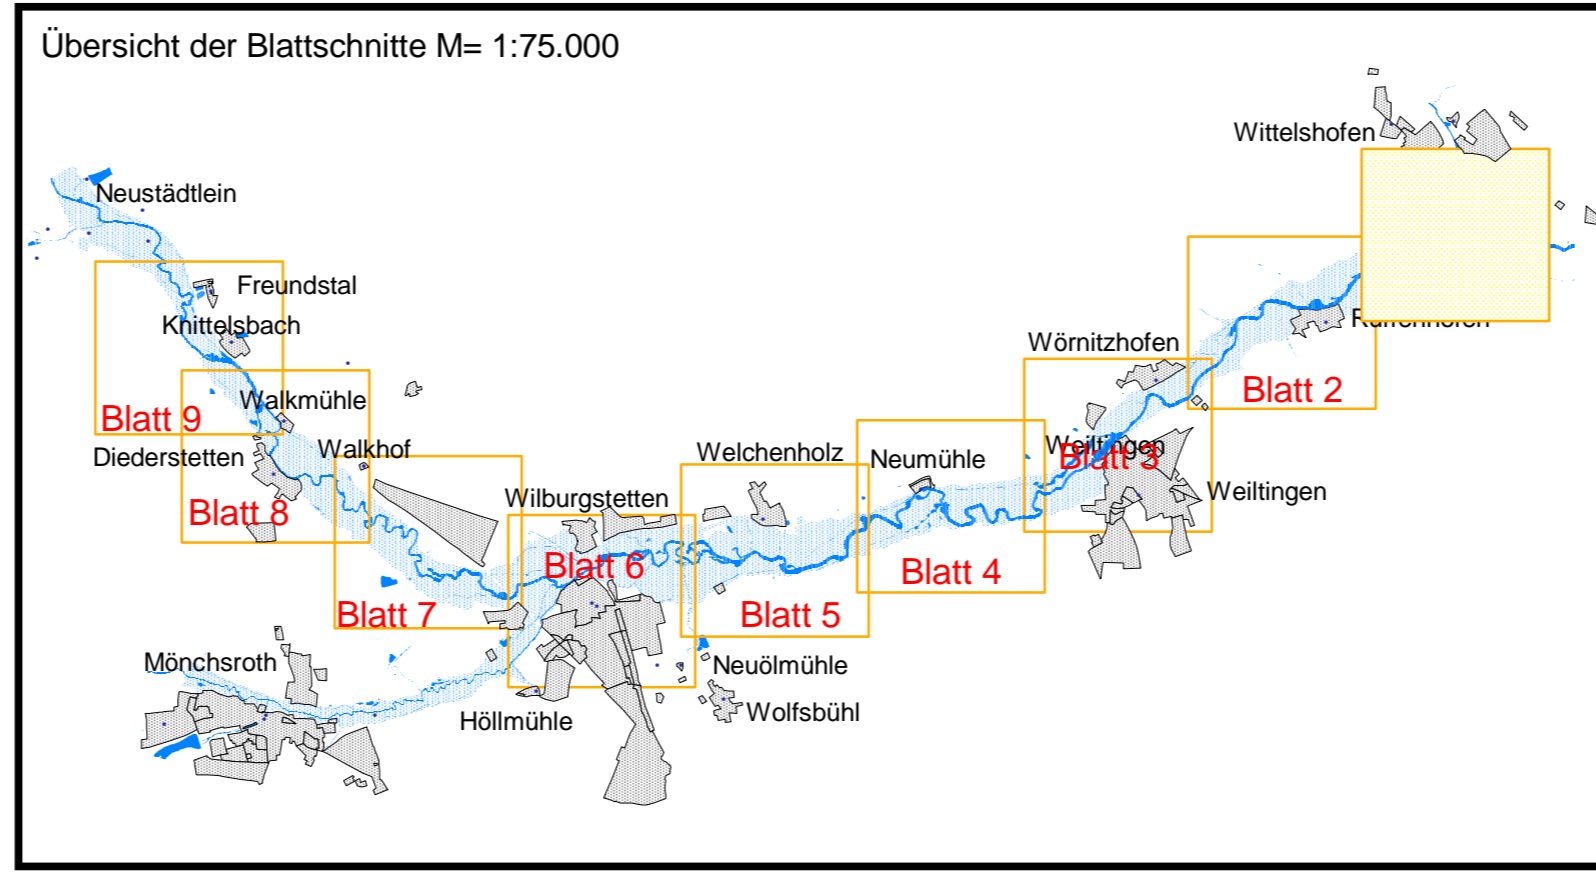 Übersicht der Blattschnitte M= 1:75.000
Wittelshofen
Neustädtlein
Freundstal
Knittelsbach
Wörnitzhofen
Blatt 2
Walkmühle
Blatt 9
Diederstetten
Walkhof
Welchenholz
Neumühle
Weiltingen
Blatt 3
Weiltingen
Wilburgstetten
Blatt 8
Blatt 6
Blatt 4
Blatt 7
Blatt 5
Mönchsroth
Neuölmühle
Höllmühle
Wolfsbühl